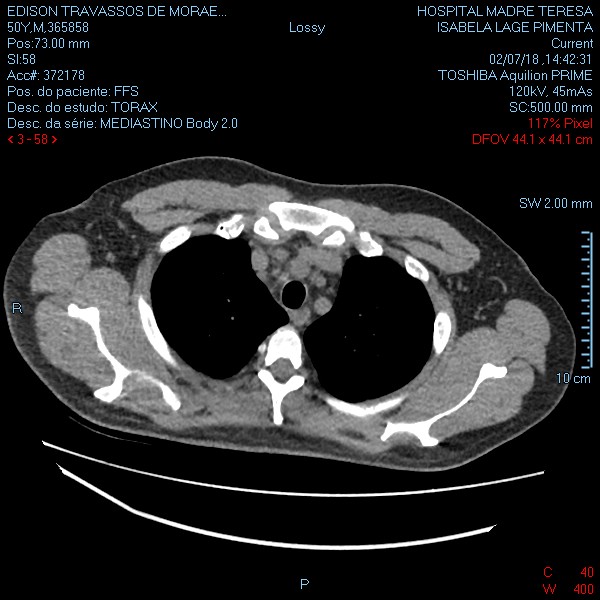 EDISON TRAVASSOS DE MORAE...
50Y,M,365858
Pos:73.00 mm
SI:58
Acc#: 372178
Pos. do paciente: FFS
Desc. do estudo: TORAX
Desc. da série: MEDIASTINO Body 2.0
< 3 - 58 >
Lossy
HOSPITAL MADRE TERESA
ISABELA LAGE PIMENTA
Current
02/07/18 ,14:42:31
TOSHIBA Aquilion PRIME
120kV, 45mAs
SC:500.00 mm
117% Pixel
DFOV 44.1 x 44.1 cm
SW 2.00 mm
R
10 cm
P
C 40
W 400